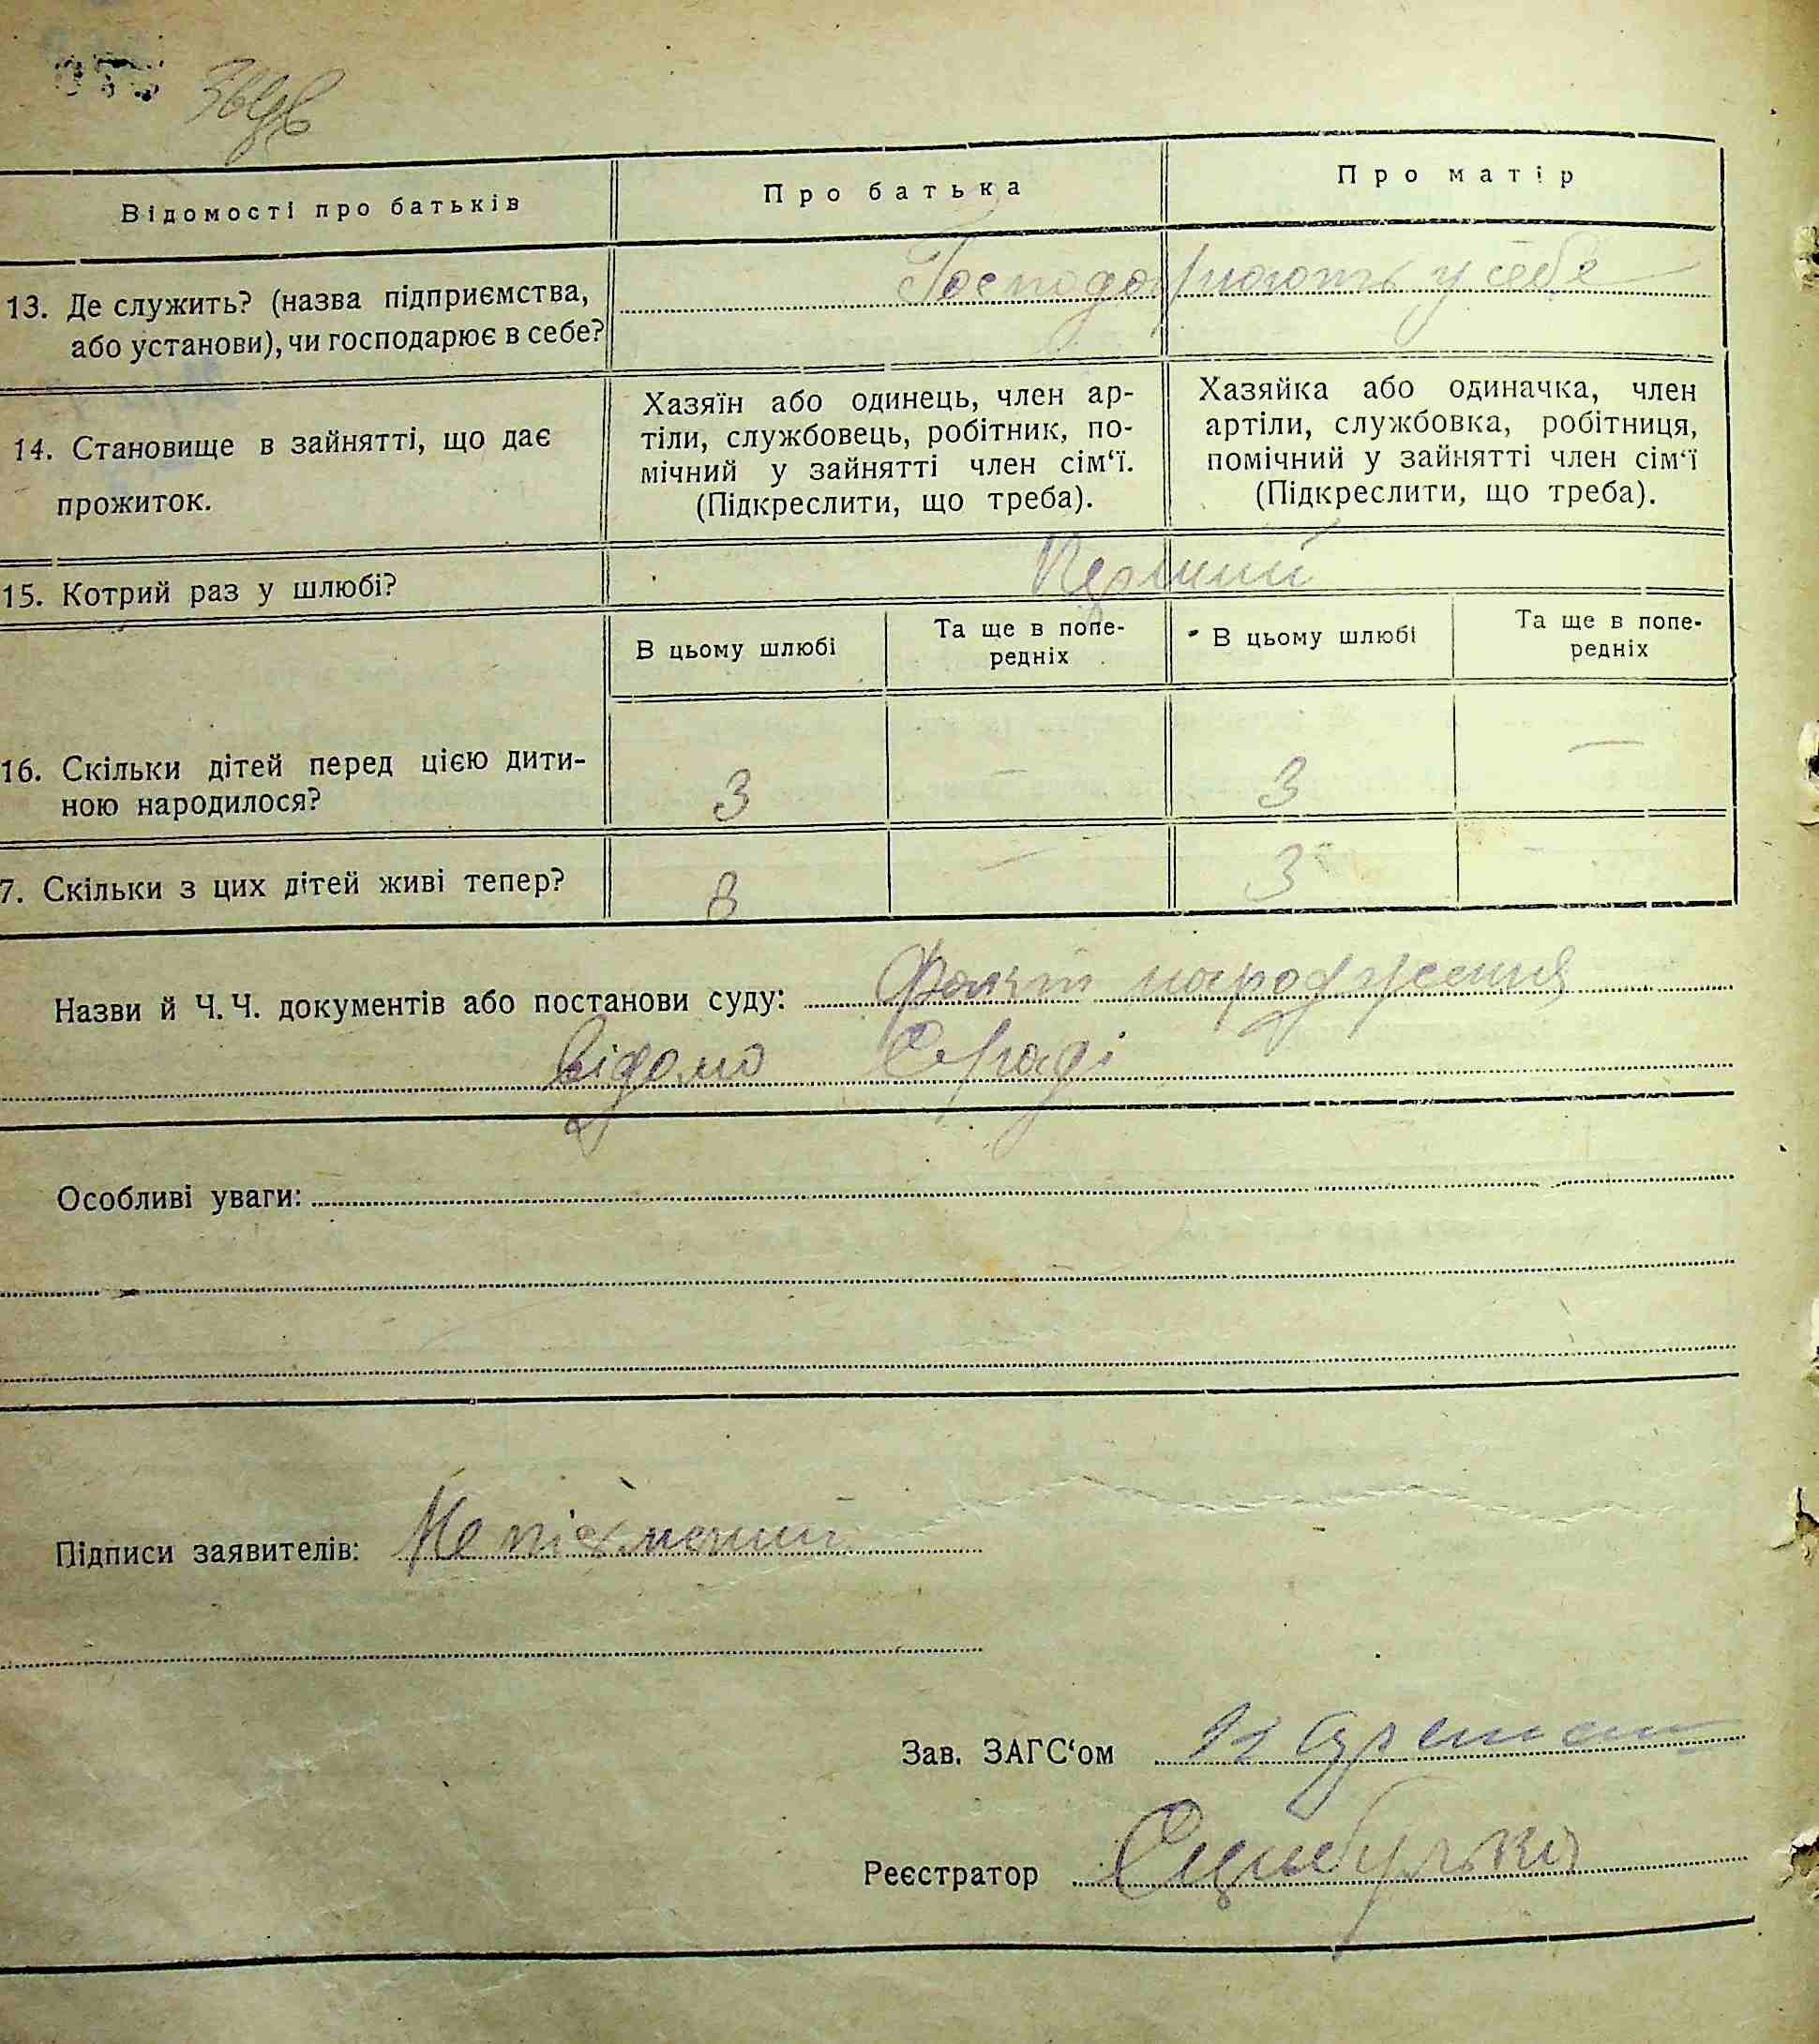 Відомості про батьків
Про батька
Про матір
13. Де служить? (назва підприємства,
або установи), чи господарює в себе?
Господарюють у себе
14. Становище в зайнятті, що дає
прожиток.
Хазяїн або одинець, член ар-
тіли, службовець, робітник, по-
мічний у зайнятті член сім‘ї.
(Підкреслити, що треба).
Хазяйка або одиначка, член
артіли, службовка, робітниця,
помічний у зайнятті член сім‘ї
(Підкреслити, що треба).
15. Котрий раз у шлюбі?
Перший
В цьому шлюбі
Та ще в попе-
редніх
В цьому шлюбі
Та ще в попе-
редніх
16. Скільки дітей перед цією дити-
ною народилося?
3 — 3 —
7. Скільки з цих дітей живі тепер?
— 3 —
Назви й Ч. Ч. документів або постанови суду: Факт народження
відомо С/раді
Особливі уваги:
Підписи заявителів: Неписьменний
Зав. ЗАГС‘ом
Реєстратор